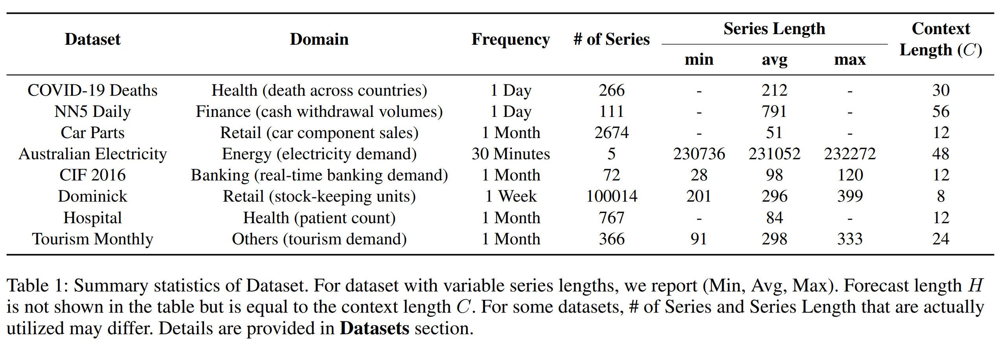 Dataset Domain Frequency # of Series Series Length Context Length (C)
min avg max
COVID-19 Deaths Health (death across countries) 1 Day 266 - 212 - 30
NN5 Daily Finance (cash withdrawal volumes) 1 Day 111 - 791 - 56
Car Parts Retail (car component sales) 1 Month 2674 - 51 - 12
Australian Electricity Energy (electricity demand) 30 Minutes 5 230736 231052 232272 48
CIF 2016 Banking (real-time banking demand) 1 Month 72 28 98 120 12
Dominick Retail (stock-keeping units) 1 Week 100014 201 296 399 8
Hospital Health (patient count) 1 Month 767 - 84 - 12
Tourism Monthly Others (tourism demand) 1 Month 366 91 298 333 24
Table 1: Summary statistics of Dataset. For dataset with variable series lengths, we report (Min, Avg, Max). Forecast length H
is not shown in the table but is equal to the context length C. For some datasets, # of Series and Series Length that are actually
utilized may differ. Details are provided in Datasets section.